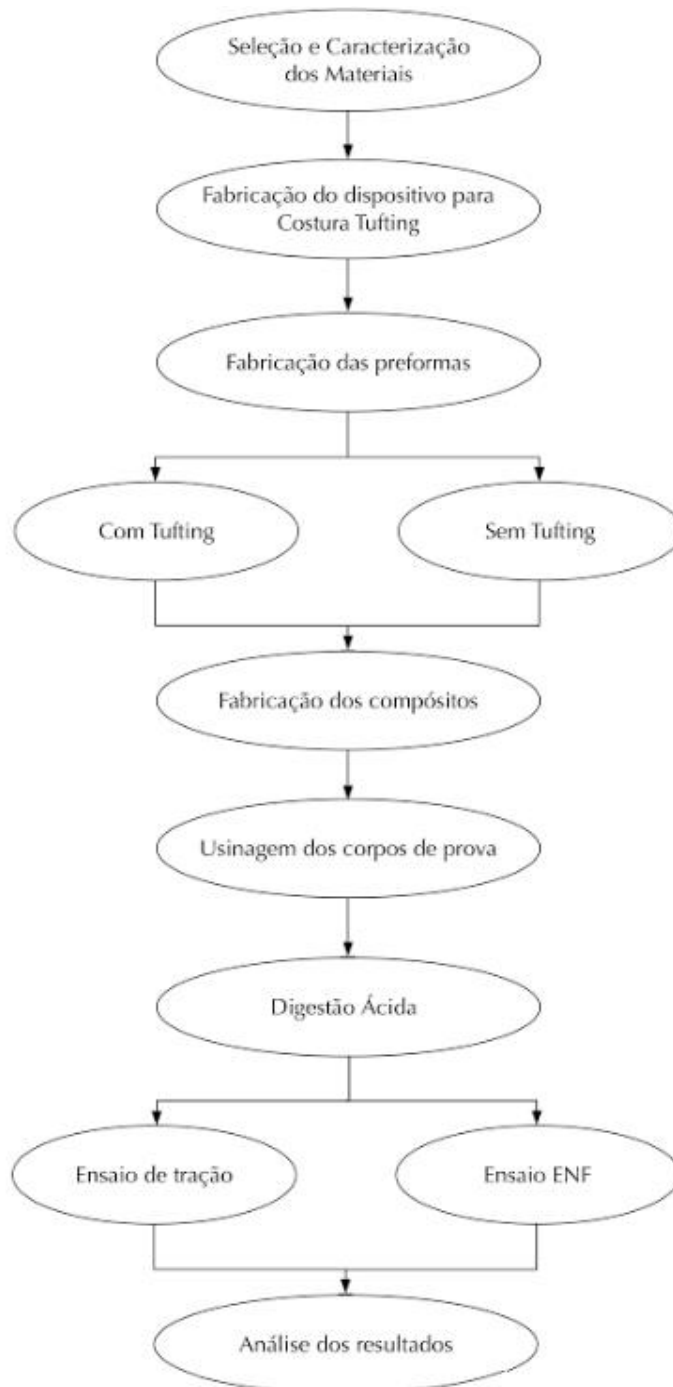 Seleção e Caracterização
dos Materiais
Fabricação do dispositivo para
Costura Tufting
Fabricação das preformas
Com Tufting
Sem Tufting
Fabricação dos compósitos
Usinagem dos corpos de prova
Digestão Ácida
Ensaio de tração
Ensaio ENF
Análise dos resultados